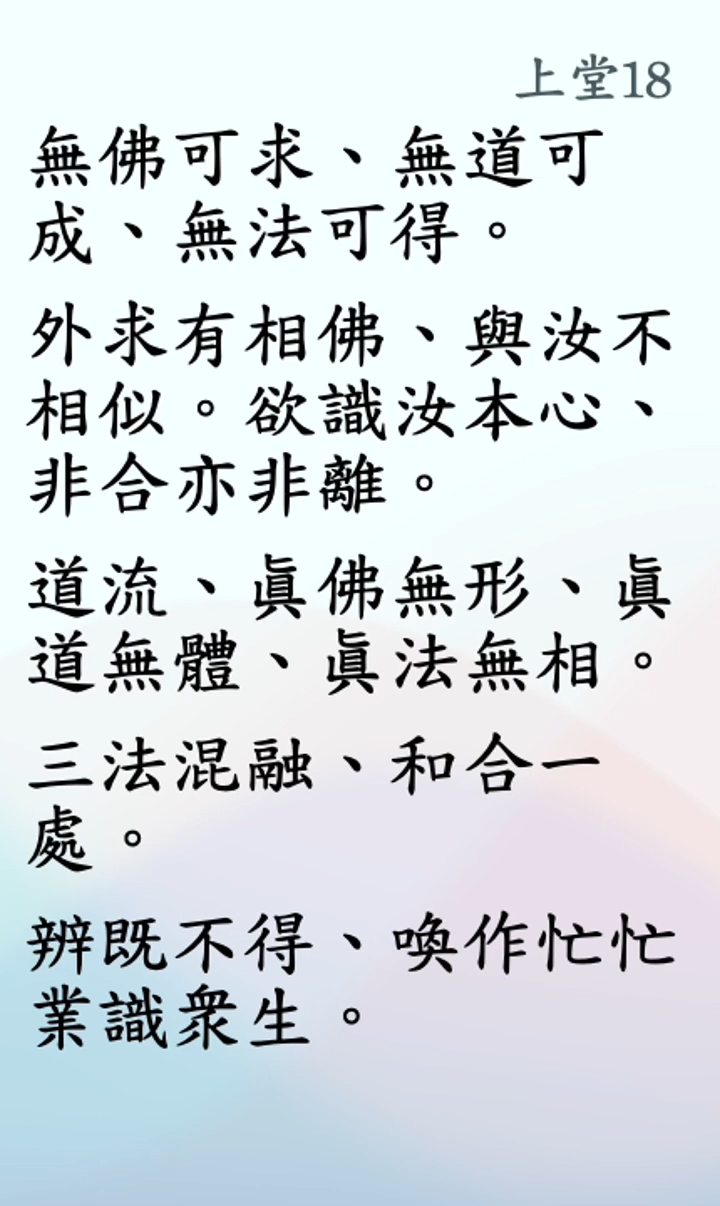 上堂18
無佛可求、無道可
成、無法可得。
外求有相佛、與汝不
相似。欲識汝本心、
非合亦非離。
道流、眞佛無形、眞
道無體、眞法無相。
三法混融、和合一
處。
辨既不得、喚作忙忙
業識衆生。